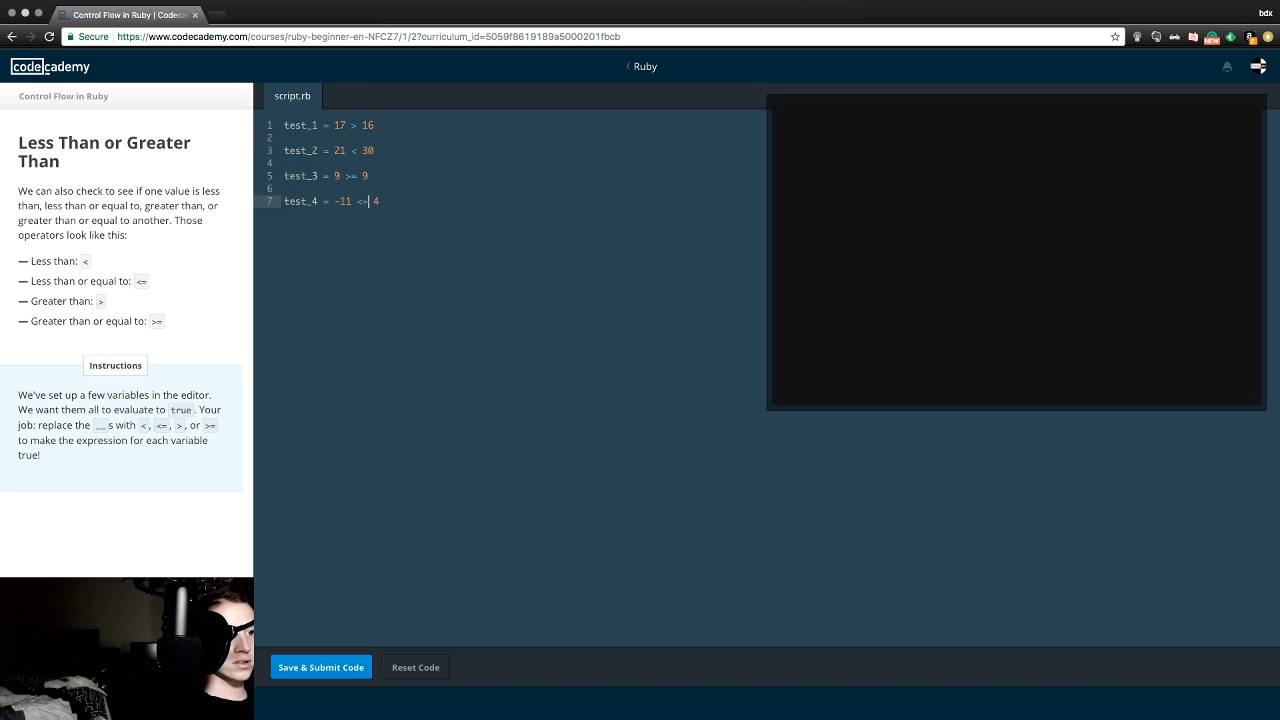 Control Flow in Ruby | Codeca
bdx
Secure
https://www.codecademy.com/courses/ruby-beginner-en-NFCZ7/1/2?curriculum_id=5059f8619189a5000201fbcb
NEW
codecademy
Ruby
Control Flow in Ruby
script.rb
Less Than or Greater
Than
We can also check to see if one value is less
than, less than or equal to, greater than, or
greater than or equal to another. Those
operators look like this:
— Less than: <
— Less than or equal to: <=
— Greater than: >
— Greater than or equal to: >=
Instructions
We've set up a few variables in the editor.
We want them all to evaluate to true. Your
job: replace the __s with <, <=, >, or >=
to make the expression for each variable
true!
1 test_1 = 17 > 16
2
3 test_2 = 21 < 30
4
5 test_3 = 9 >= 9
6
7 test_4 = -11 <= 4
Save & Submit Code
Reset Code